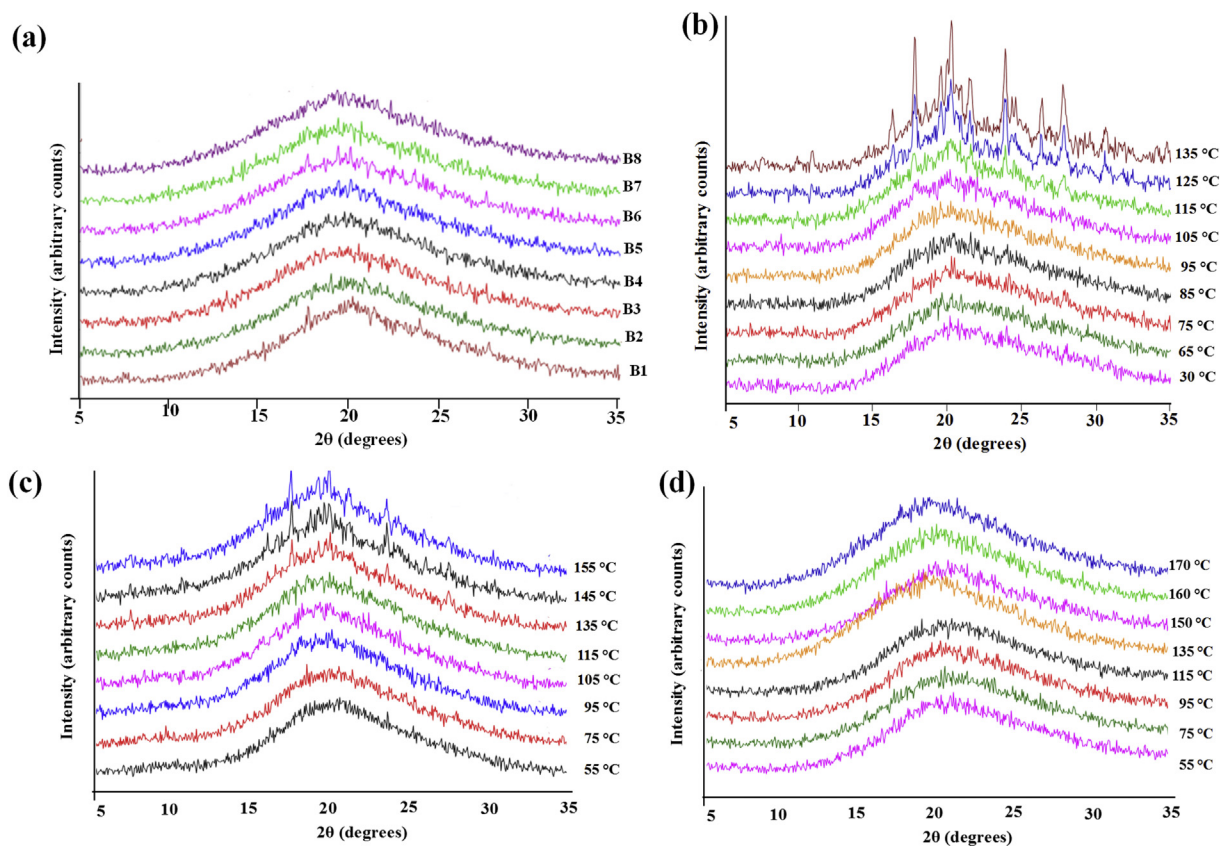 (a)
Intensity (arbitrary counts)
B8
B7
B6
B5
B4
B3
B2
B1
5 10 15 20 25 30 35
2θ (degrees)
(b)
Intensity (arbitrary counts)
135 °C
125 °C
115 °C
105 °C
95 °C
85 °C
75 °C
65 °C
30 °C
5 10 15 20 25 30 35
2θ (degrees)
(c)
Intensity (arbitrary counts)
155 °C
145 °C
135 °C
115 °C
105 °C
95 °C
75 °C
55 °C
5 10 15 20 25 30 35
2θ (degrees)
(d)
Intensity (arbitrary counts)
170 °C
160 °C
150 °C
135 °C
115 °C
95 °C
75 °C
55 °C
5 10 15 20 25 30 35
2θ (degrees)